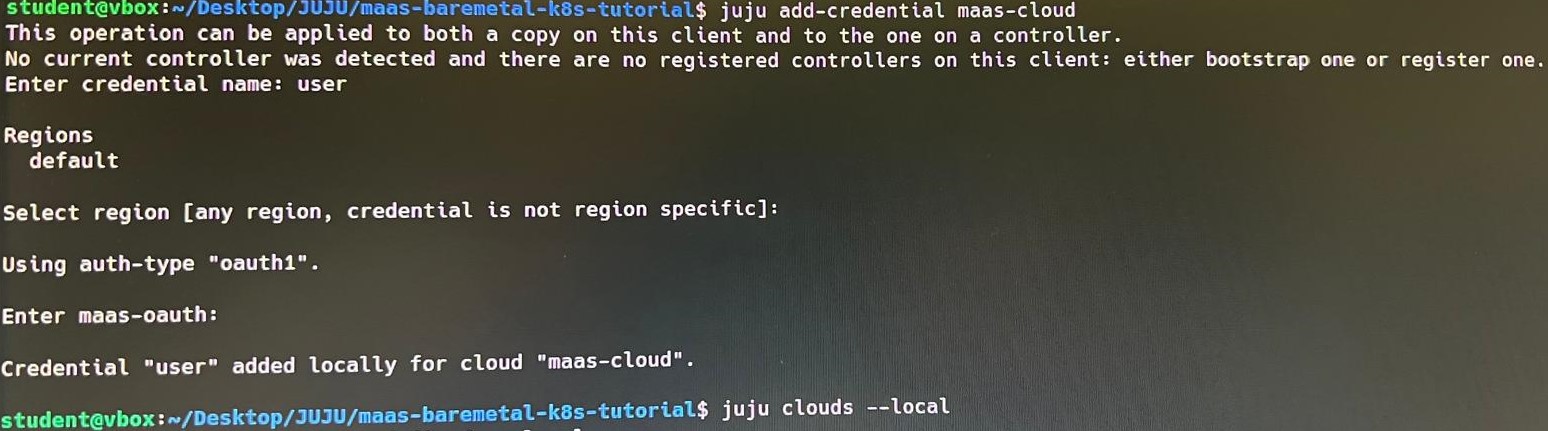 student@vbox:~/Desktop/JUJU/maas-baremetal-k8s-tutorial$ juju add-credential maas-cloud
This operation can be applied to both a copy on this client and to the one on a controller.
No current controller was detected and there are no registered controllers on this client: either bootstrap one or register one.
Enter credential name: user
Regions
default
Select region [any region, credential is not region specific]:
Using auth-type "oauth1".
Enter maas-oauth:
Credential "user" added locally for cloud "maas-cloud".
student@vbox:~/Desktop/JUJU/maas-baremetal-k8s-tutorial$ juju clouds --local